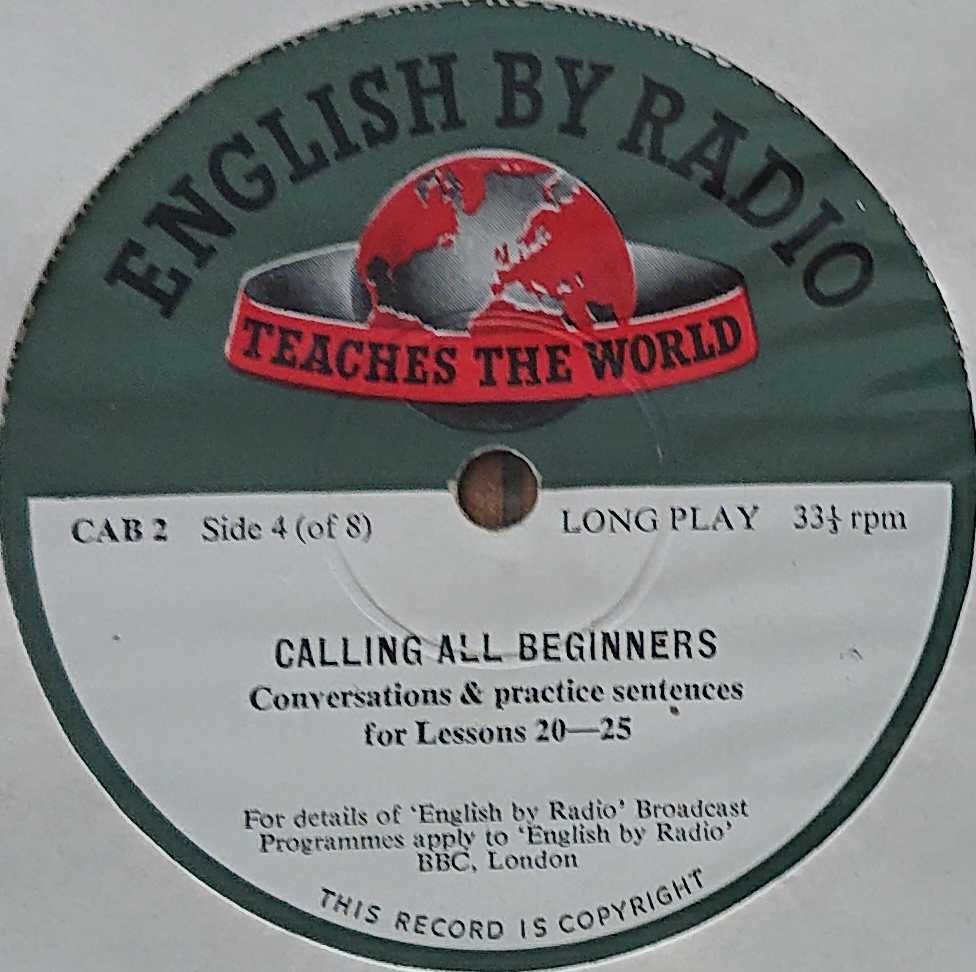 ENGLISH BY RADIO
TEACHES THE WORLD
CAB 2 Side 4 (of 8) LONG PLAY 33⅓ rpm
CALLING ALL BEGINNERS
Conversations & practice sentences
for Lessons 20—25
For details of ‘English by Radio’ Broadcast
Programmes apply to ‘English by Radio’
BBC, London
THIS RECORD IS COPYRIGHT